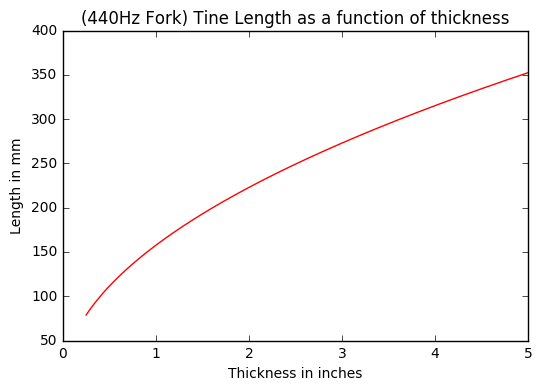 (440Hz Fork) Tine Length as a function of thickness
400
350
300
250
200
150
100
50
Length in mm
0 1 2 3 4 5
Thickness in inches